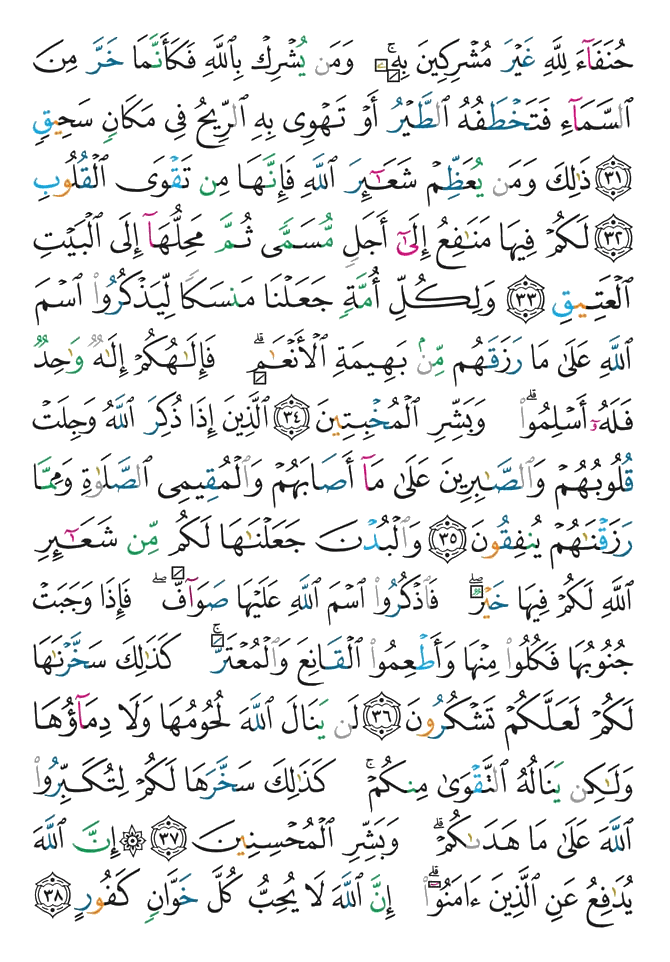 حُنَفَآءَ لِلَّهِ غَيْرَ مُشْرِكِينَ بِهِۦۚ وَمَن يُشْرِكْ بِٱللَّهِ فَكَأَنَّمَا خَرَّ مِنَ
ٱلسَّمَآءِ فَتَخْطَفُهُ ٱلطَّيْرُ أَوْ تَهْوِى بِهِ ٱلرِّيحُ فِى مَكَانٍ سَحِيقٍ
٣١ ذَٰلِكَ وَمَن يُعَظِّمْ شَعَٰٓئِرَ ٱللَّهِ فَإِنَّهَا مِن تَقْوَى ٱلْقُلُوبِ
٣٢ لَكُمْ فِيهَا مَنَٰفِعُ إِلَىٰٓ أَجَلٍ مُّسَمًّى ثُمَّ مَحِلُّهَآ إِلَى ٱلْبَيْتِ
ٱلْعَتِيقِ ٣٣ وَلِكُلِّ أُمَّةٍ جَعَلْنَا مَنسَكًا لِّيَذْكُرُوا۟ ٱسْمَ
ٱللَّهِ عَلَىٰ مَا رَزَقَهُم مِّنۢ بَهِيمَةِ ٱلْأَنْعَٰمِۗ فَإِلَٰهُكُمْ إِلَٰهٌ وَٰحِدٌ
فَلَهُۥٓ أَسْلِمُوا۟ۗ وَبَشِّرِ ٱلْمُخْبِتِينَ ٣٤ ٱلَّذِينَ إِذَا ذُكِرَ ٱللَّهُ وَجِلَتْ
قُلُوبُهُمْ وَٱلصَّٰبِرِينَ عَلَىٰ مَآ أَصَابَهُمْ وَٱلْمُقِيمِى ٱلصَّلَوٰةِ وَمِمَّا
رَزَقْنَٰهُمْ يُنفِقُونَ ٣٥ وَٱلْبُدْنَ جَعَلْنَٰهَا لَكُم مِّن شَعَٰٓئِرِ
ٱللَّهِ لَكُمْ فِيهَا خَيْرٌۖ فَٱذْكُرُوا۟ ٱسْمَ ٱللَّهِ عَلَيْهَا صَوَآفَّۖ فَإِذَا وَجَبَتْ
جُنُوبُهَا فَكُلُوا۟ مِنْهَا وَأَطْعِمُوا۟ ٱلْقَانِعَ وَٱلْمُعْتَرَّۚ كَذَٰلِكَ سَخَّرْنَٰهَا
لَكُمْ لَعَلَّكُمْ تَشْكُرُونَ ٣٦ لَن يَنَالَ ٱللَّهَ لُحُومُهَا وَلَا دِمَآؤُهَا
وَلَٰكِن يَنَالُهُ ٱلتَّقْوَىٰ مِنكُمْۚ كَذَٰلِكَ سَخَّرَهَا لَكُمْ لِتُكَبِّرُوا۟
ٱللَّهَ عَلَىٰ مَا هَدَىٰكُمْۗ وَبَشِّرِ ٱلْمُحْسِنِينَ ٣٧ ۞ إِنَّ ٱللَّهَ
يُدَٰفِعُ عَنِ ٱلَّذِينَ ءَامَنُوٓا۟ۗ إِنَّ ٱللَّهَ لَا يُحِبُّ كُلَّ خَوَّانٍ كَفُورٍ ٣٨